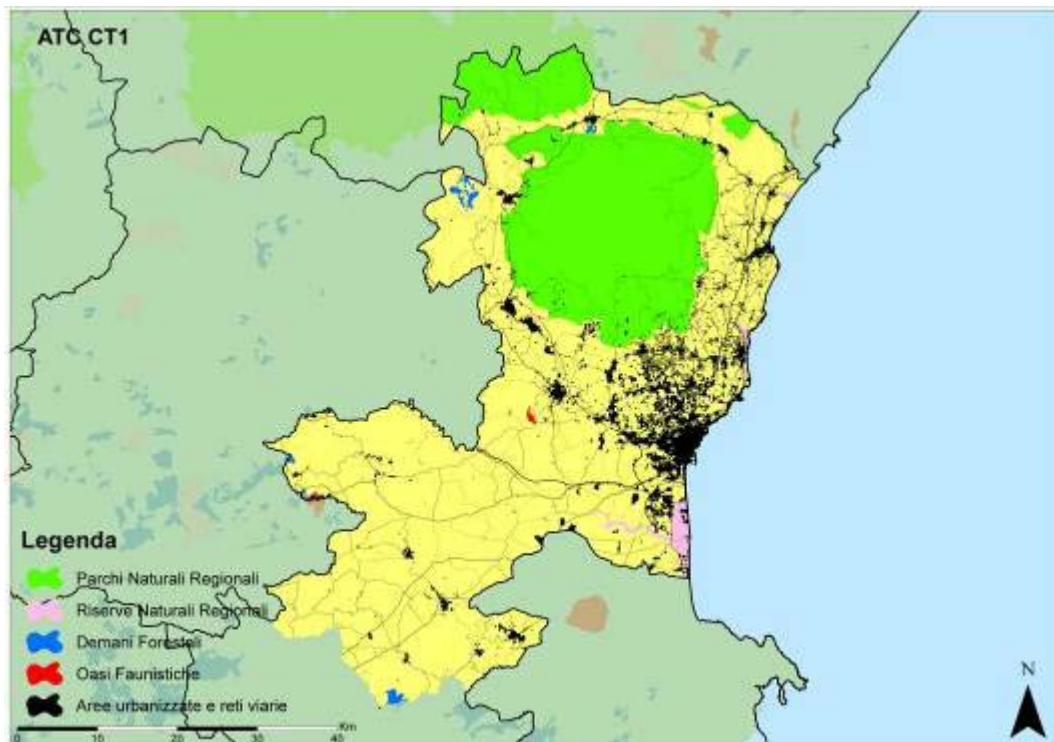 ATC CT1
Legenda
Parchi Naturali Regionali
Riserve Naturali Regionali
Demani Forestali
Oasi Faunistiche
Aree urbanizzate e reti viarie
Km
0 10 20 40
N